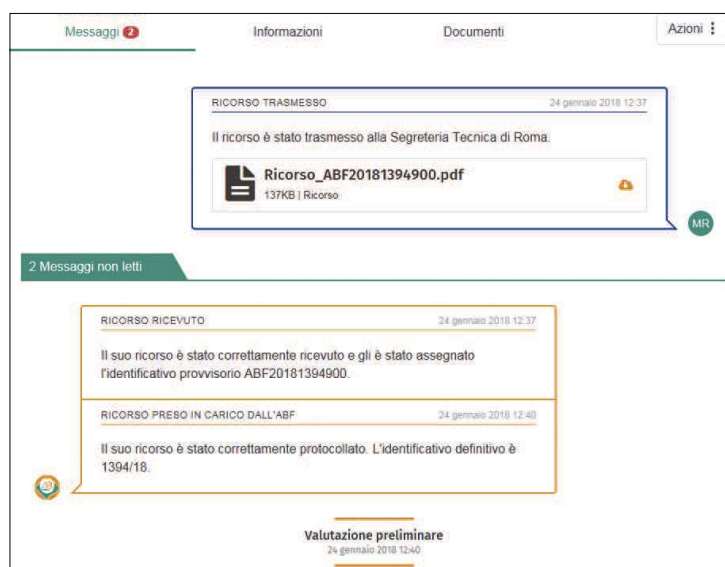 Messaggi 2 Informazioni Documenti Azioni
RICORSO TRASMESSO 24 gennaio 2018 12:37
Il ricorso è stato trasmesso alla Segreteria Tecnica di Roma.
Ricorso_ABF20181394900.pdf
137KB | Ricorso
MR
2 Messaggi non letti
RICORSO RICEVUTO 24 gennaio 2018 12:37
Il suo ricorso è stato correttamente ricevuto e gli è stato assegnato
l'identificativo provvisorio ABF20181394900.
RICORSO PRESO IN CARICO DALL'ABF 24 gennaio 2018 12:40
Il suo ricorso è stato correttamente protocollato. L'identificativo definitivo è
1394/18.
Valutazione preliminare
24 gennaio 2018 12:40